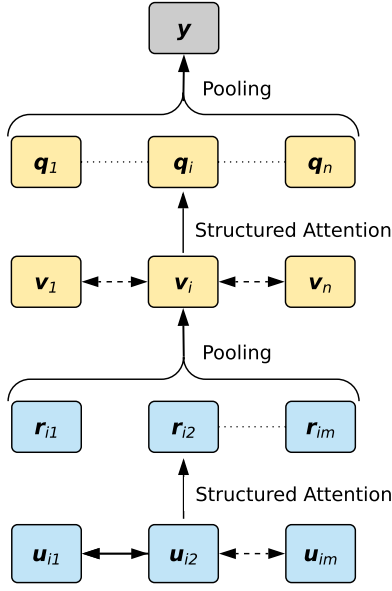 y
Pooling
q1 qi qn
Structured Attention
v1 vi vn
Pooling
ri1 ri2 rim
Structured Attention
ui1 ui2 uim